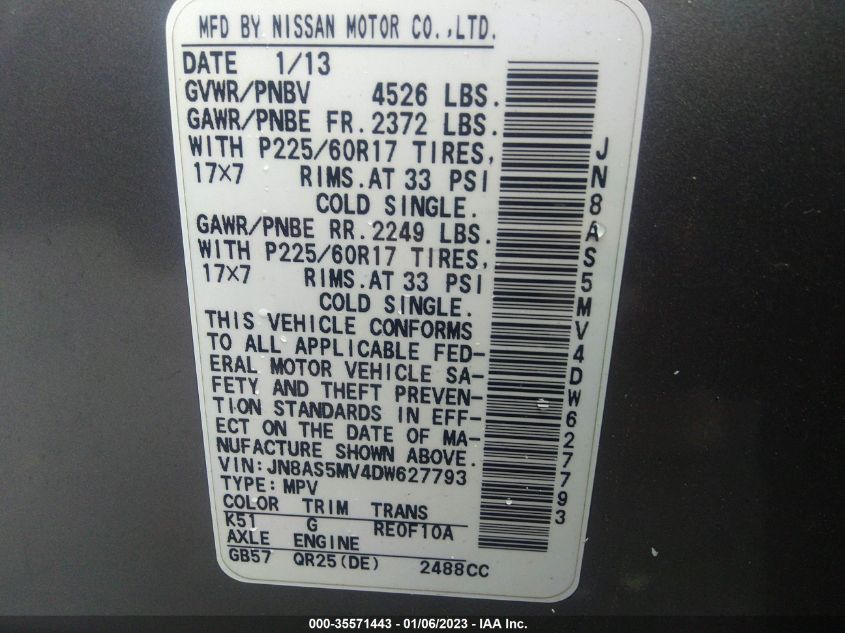 MFD BY NISSAN MOTOR CO.,LTD.
DATE 1/13
GVWR/PNBV 4526 LBS.
GAWR/PNBE FR. 2372 LBS.
WITH P225/60R17 TIRES,
17×7 RIMS.AT 33 PSI
COLD SINGLE.
GAWR/PNBE RR. 2249 LBS.
WITH P225/60R17 TIRES,
17×7 RIMS.AT 33 PSI
COLD SINGLE.
THIS VEHICLE CONFORMS
TO ALL APPLICABLE FED-
ERAL MOTOR VEHICLE SA-
FETY AND THEFT PREVEN-
TION STANDARDS IN EFF-
ECT ON THE DATE OF MA-
NUFACTURE SHOWN ABOVE.
VIN:JN8AS5MV4DW627793
TYPE:MPV
COLOR TRIM TRANS
K51 G RE0F10A
AXLE ENGINE
GB57 QR25(DE) 2488CC
JN8AS5MV4DW627793
000-35571443 - 01/06/2023 - IAA Inc.